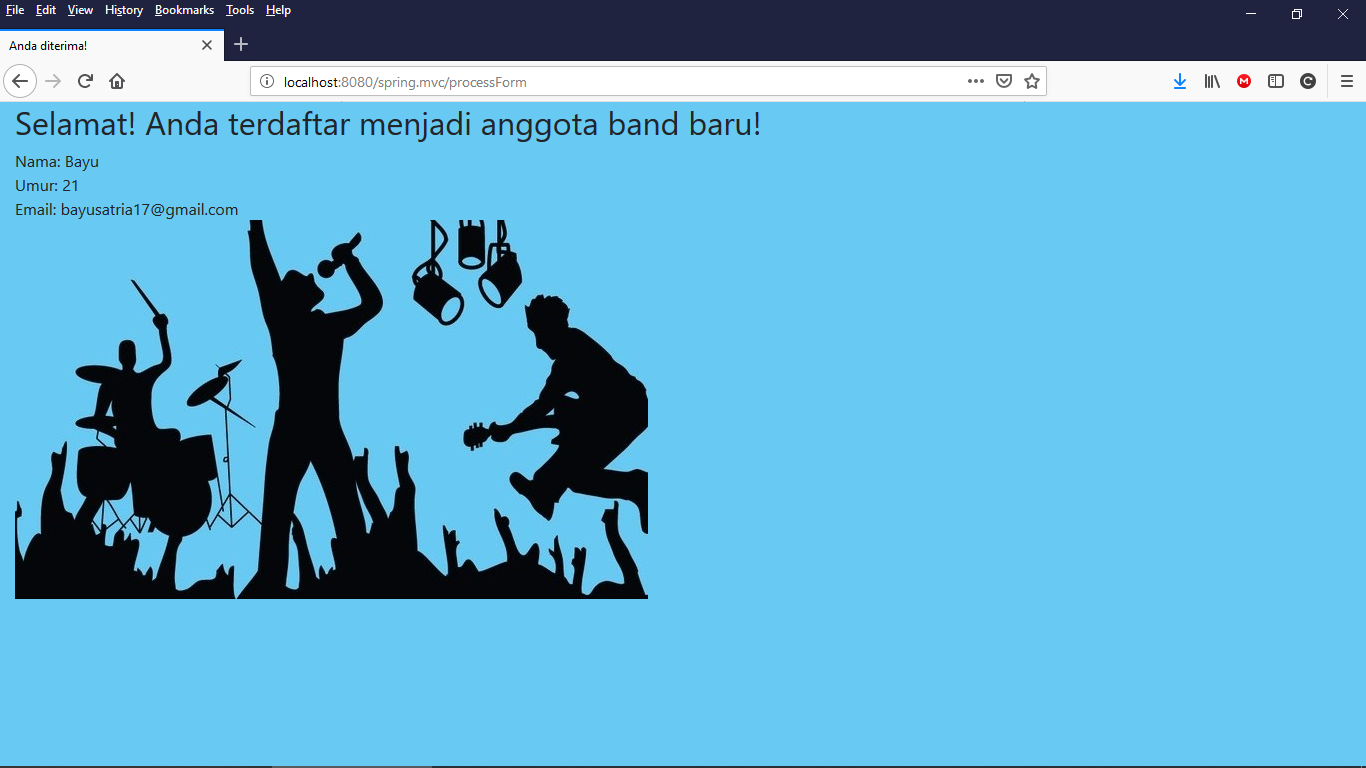 File Edit View History Bookmarks Tools Help
Anda diterima!
localhost:8080/spring.mvc/processForm
Selamat! Anda terdaftar menjadi anggota band baru!
Nama: Bayu
Umur: 21
Email: bayusatria17@gmail.com